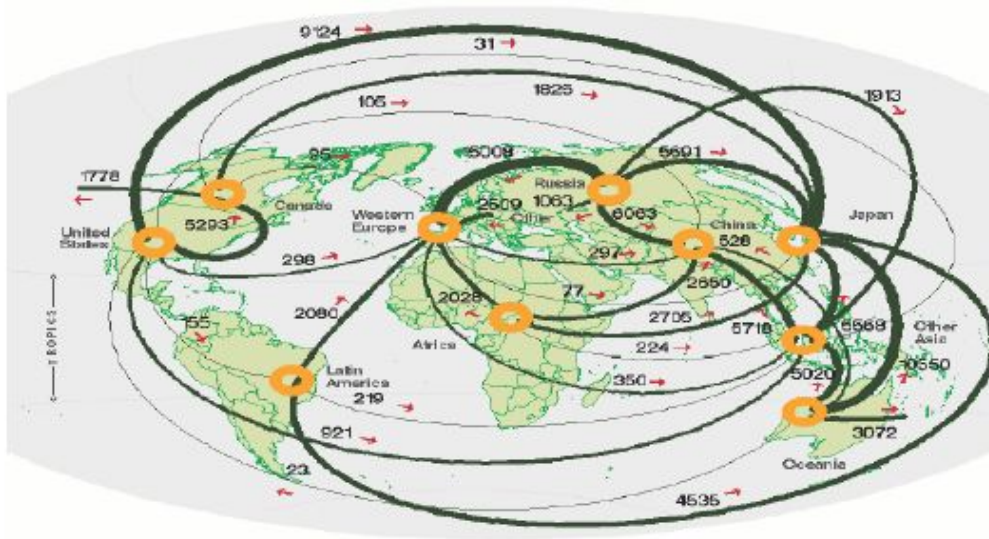 9124
31
105
1825
1913
95
5008
5691
1778
Russia
2509
1063
Canada
Western
Europe
Other
6063
China
Japan
5293
528
United
States
298
297
2650
77
2028
2080
2705
5718
6568
Other
Asia
155
Africa
224
TROPICS
Latin
America
350
5020
10550
219
921
3072
Oceania
23
4535